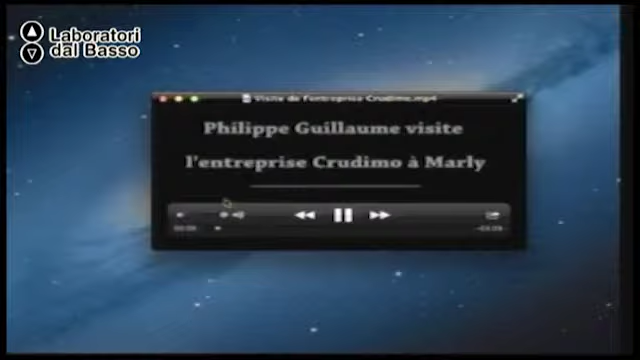 Laboratori
dal Basso
Visite de l'entreprise Crudimo.mp4
Philippe Guillaume visite
l'entreprise Crudimo à Marly